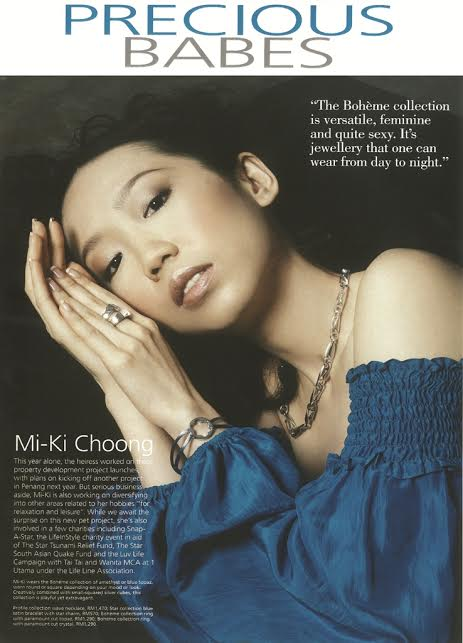 PRECIOUS
BABES
“The Bohème collection
is versatile, feminine
and quite sexy. It’s
jewellery that one can
wear from day to night.”
Mi-Ki Choong
This year alone, the heiress worked on three
property development project launches
with plans on kicking off another project
in Penang next year. But serious business
aside, Mi-Ki is also working on diversifying
into other areas related to her hobbies “for
relaxation and leisure”. While we await the
surprise on this new pet project, she's also
involved in a few charities including Snap-
A-Star, the LifeInStyle charity event in aid
of The Star Tsunami Relief Fund, The Star
South Asian Quake Fund and the Luv Life
Campaign with Tai Tai and Wanita MCA at 1
Utama under the Life Line Association.
Mi-Ki wears the Bohème collection of amethyst or blue topaz,
worn round or square depending on your mood or look.
Creatively combined with small-squared silver cubes, this
collection is playful yet extravagant.
Profile collection wave necklace, RM1,470; Star collection blue
satin bracelet with star charm, RM570; Bohème collection ring
with paramount cut topaz, RM1,290; Bohème collection ring
with paramount cut crystal, RM1,290.